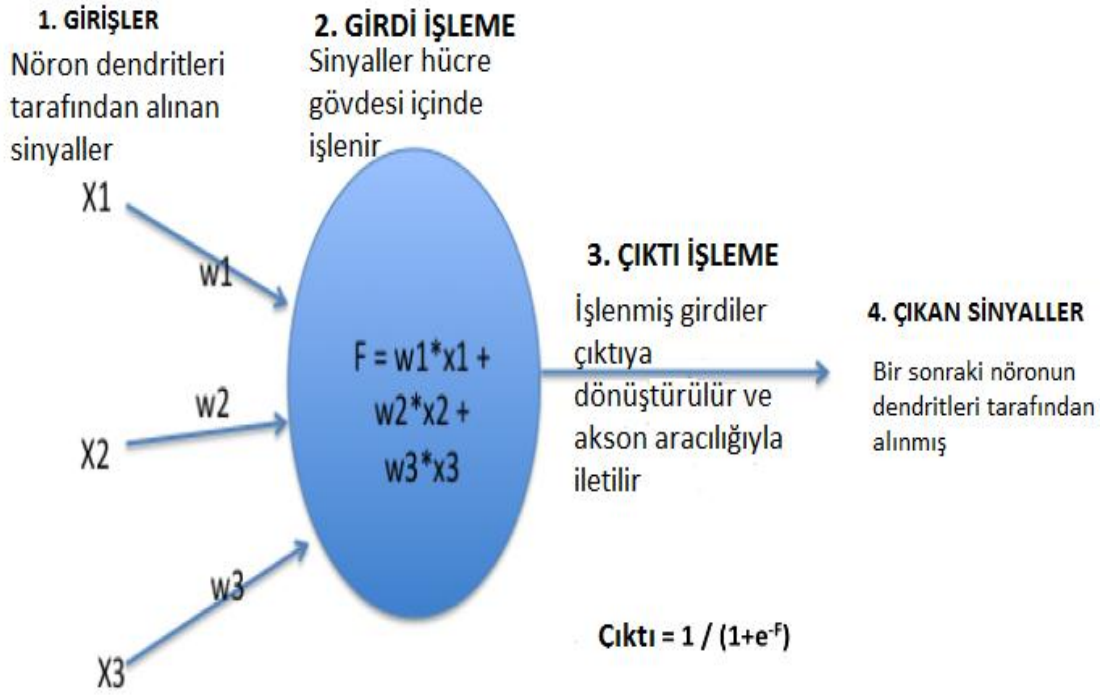 1. GİRİŞLER
Nöron dendritleri
tarafından alınan
sinyaller
X1
w1
w2
X2
w3
X3
2. GİRDİ İŞLEME
Sinyaller hücre
gövdesi içinde
işlenir
F = w1*x1 +
w2*x2 +
w3*x3
3. ÇIKTI İŞLEME
İşlenmiş girdiler
çıktıya
dönüştürülür ve
akson aracılığıyla
iletilir
Çıktı = 1 / (1+e⁻ᶠ)
4. ÇIKAN SİNYALLER
Bir sonraki nöronun
dendritleri tarafından
alınmış